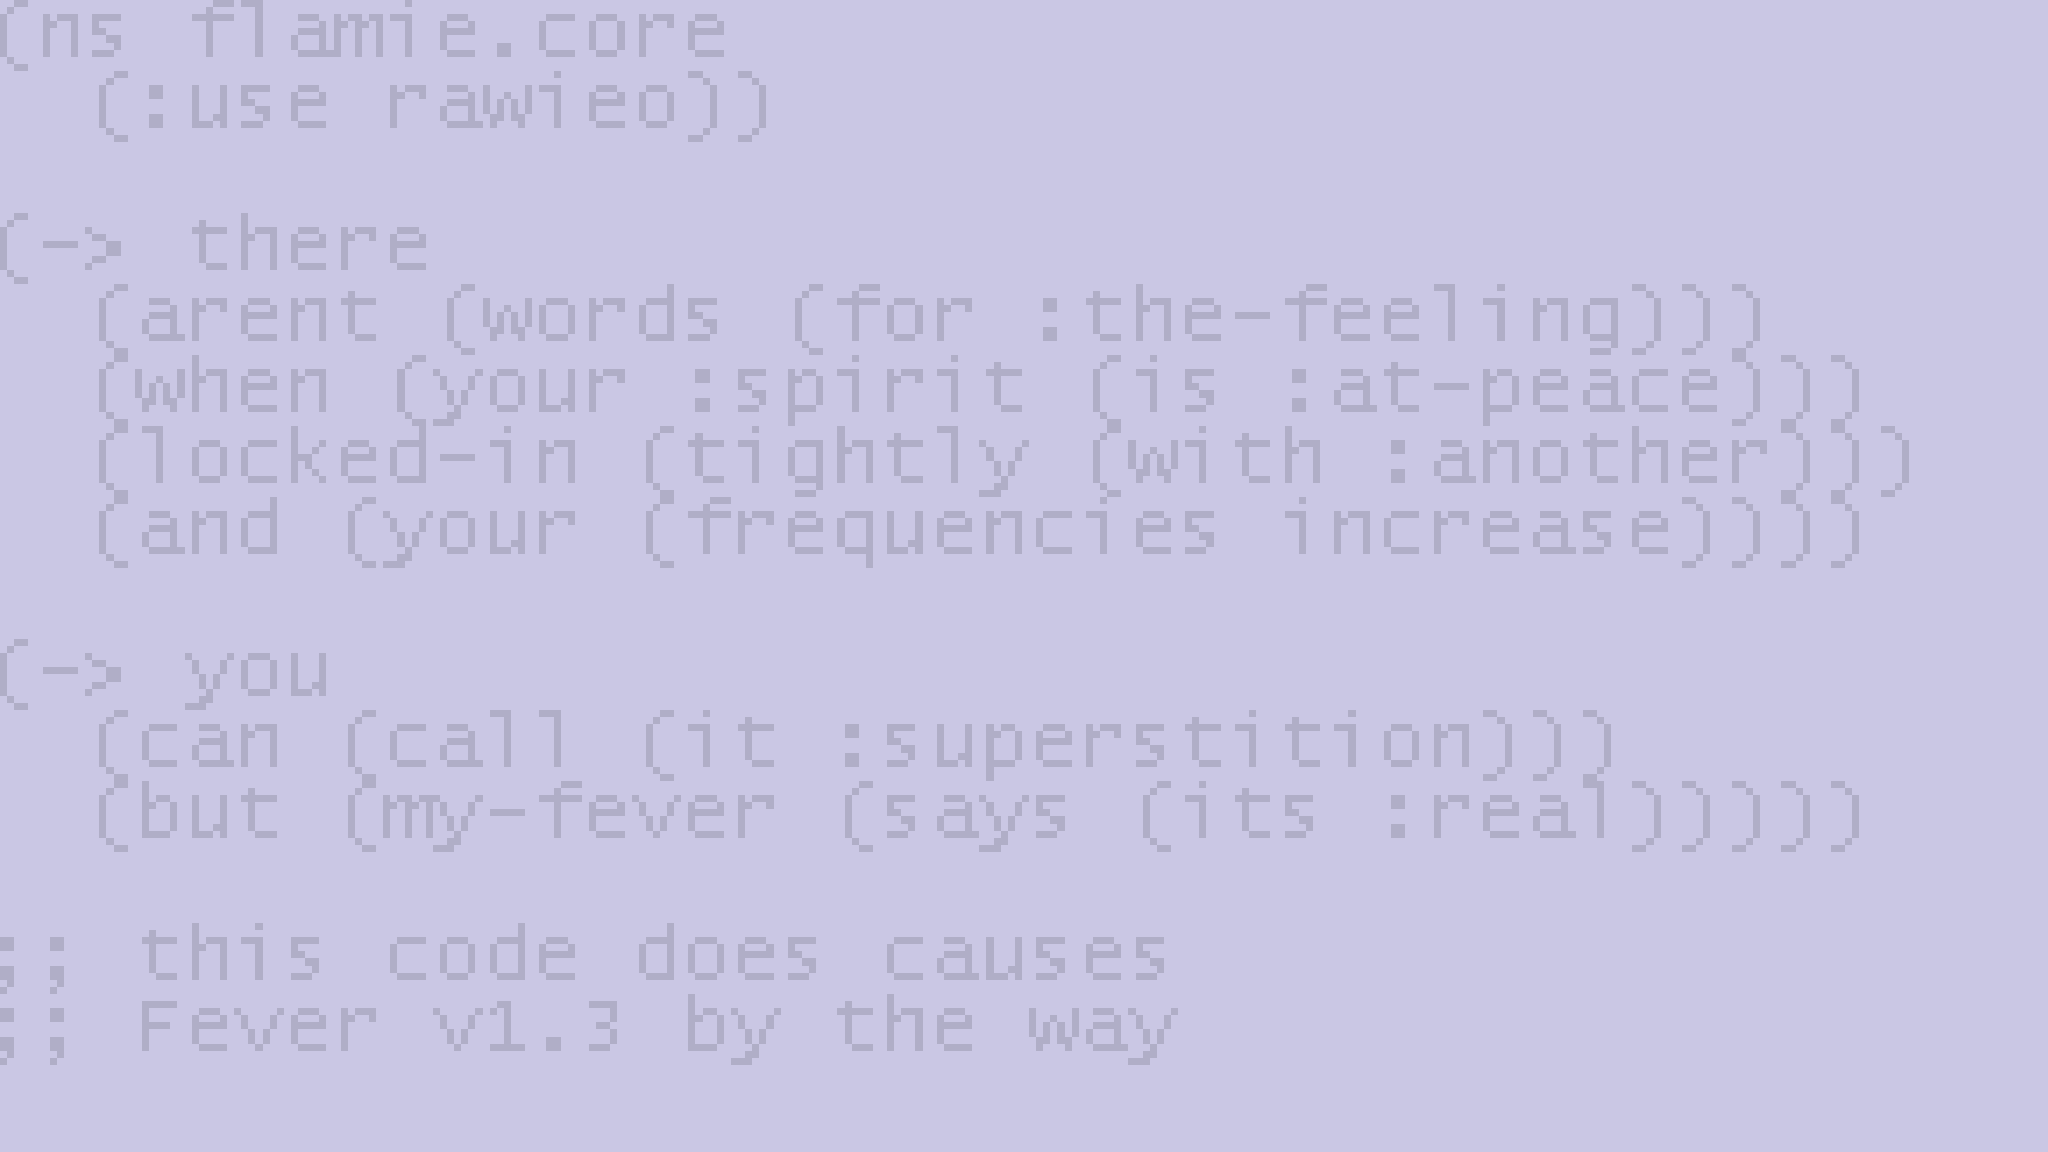 (ns flamie.core
  (:use rawieo))
(-> there
  (arent (words (for :the-feeling)))
  (when (your :spirit (is :at-peace)))
  (locked-in (tightly (with :another)))
  (and (your (frequencies increase))))
(-> you
  (can (call (it :superstition)))
  (but (my-fever (says (its :real)))))
;; this code does causes
;; Fever v1.3 by the way